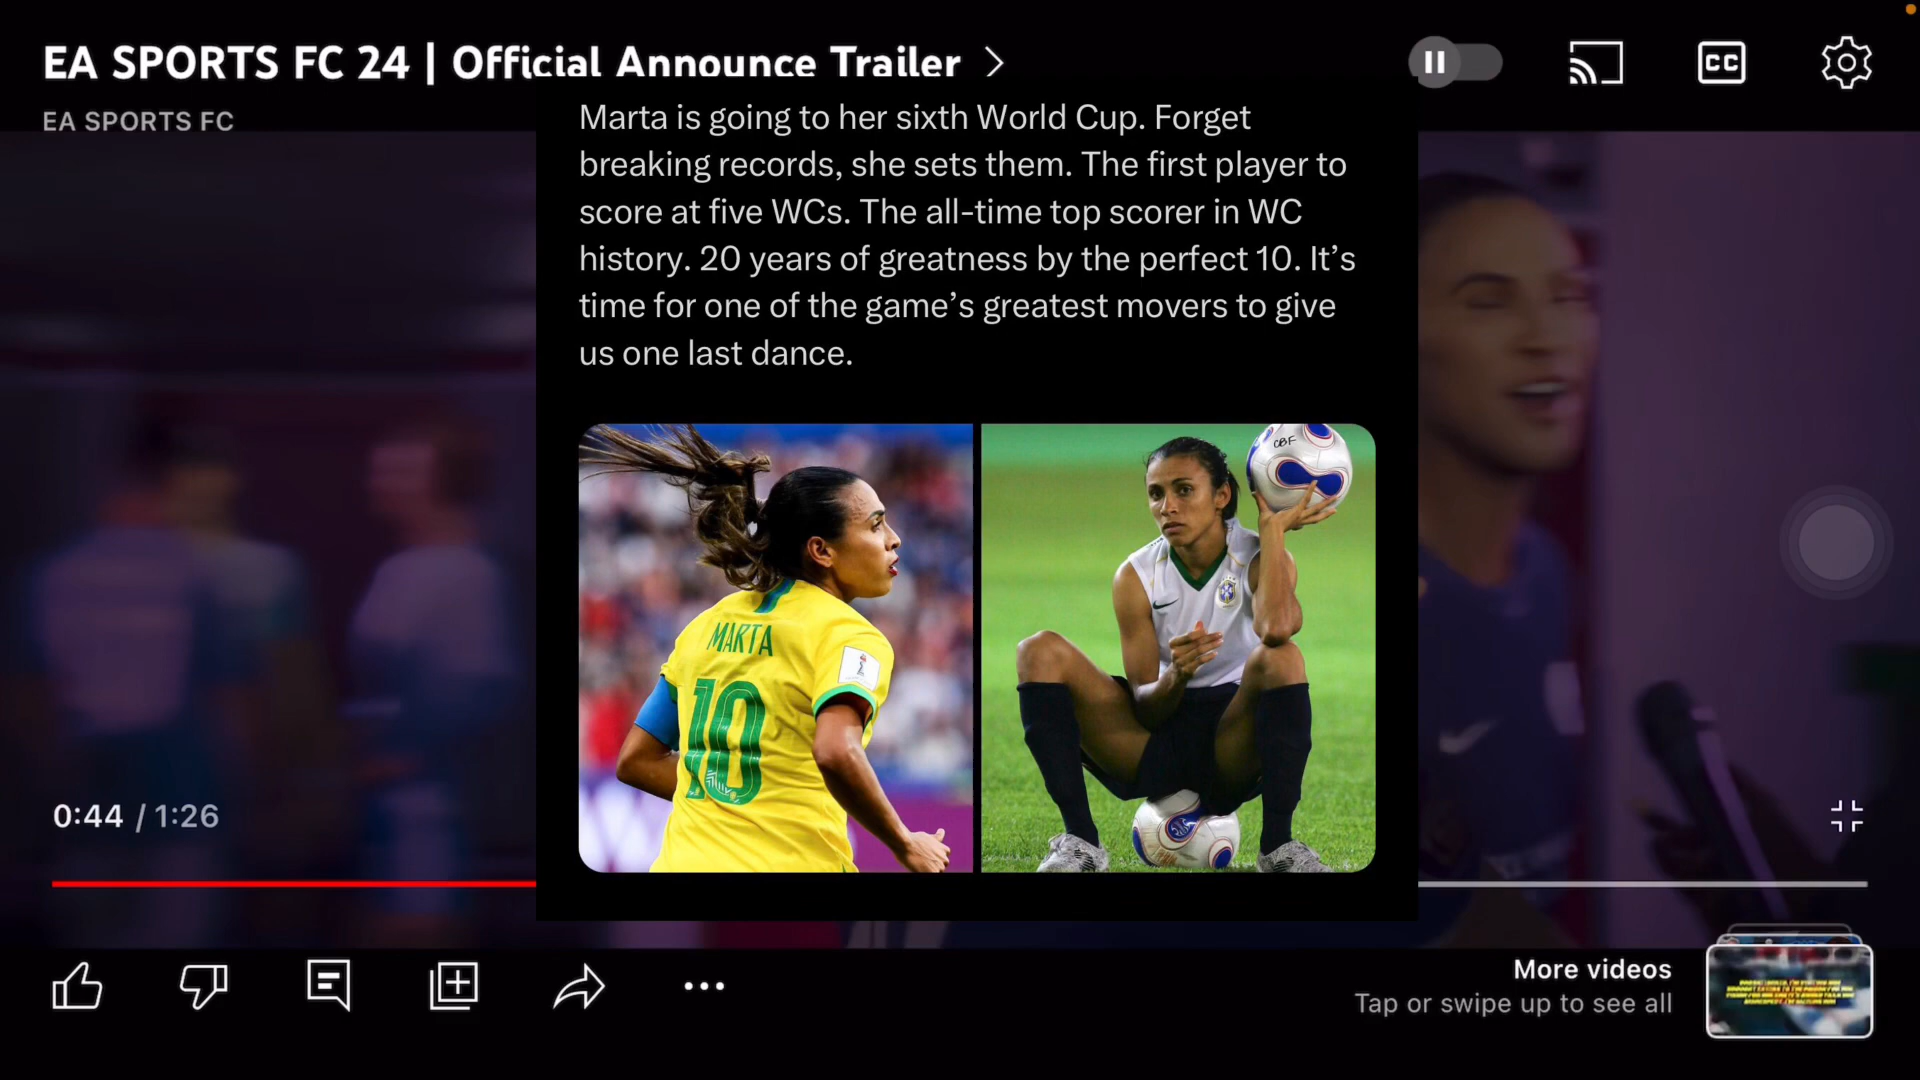 EA SPORTS FC 24 | Official Announce Trailer
CC
EA SPORTS FC
Marta is going to her sixth World Cup. Forget
breaking records, she sets them. The first player to
score at five WCs. The all-time top scorer in WC
history. 20 years of greatness by the perfect 10. It’s
time for one of the game’s greatest movers to give
us one last dance.
CBF
MARTA
10
0:44 / 1:26
More videos
Tap or swipe up to see all